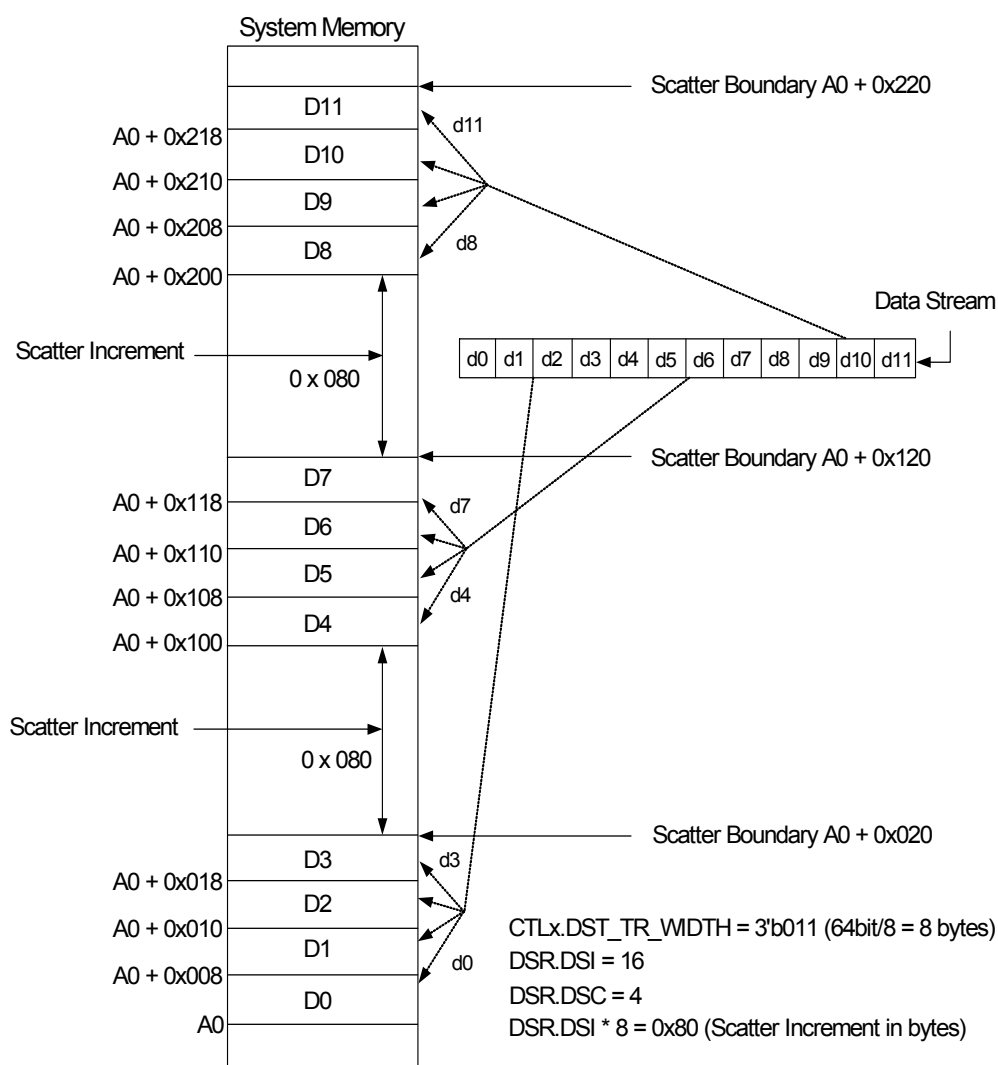 System Memory
Scatter Boundary A0 + 0x220
D11
d11
A0 + 0x218
D10
A0 + 0x210
D9
A0 + 0x208
D8
d8
A0 + 0x200
Data Stream
Scatter Increment
0 x 080
d0 d1 d2 d3 d4 d5 d6 d7 d8 d9 d10 d11
Scatter Boundary A0 + 0x120
D7
A0 + 0x118
d7
D6
A0 + 0x110
D5
A0 + 0x108
d4
D4
A0 + 0x100
Scatter Increment
0 x 080
Scatter Boundary A0 + 0x020
D3
d3
A0 + 0x018
D2
A0 + 0x010
D1
A0 + 0x008
d0
D0
A0
CTLx.DST_TR_WIDTH = 3'b011 (64bit/8 = 8 bytes)
DSR.DSI = 16
DSR.DSC = 4
DSR.DSI * 8 = 0x80 (Scatter Increment in bytes)